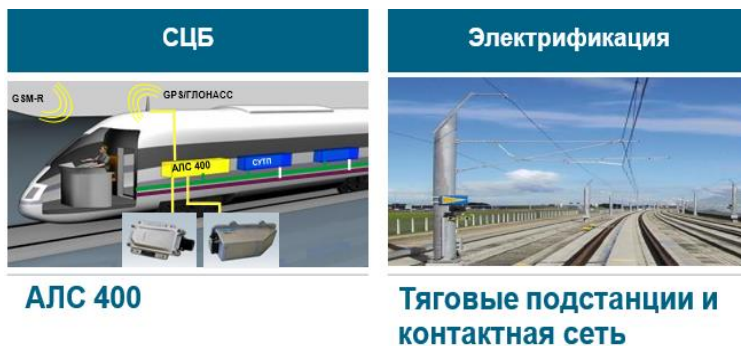 СЦБ
Электрификация
GSM-R
GPS/ГЛОНАСС
АЛС 400
СУТП
АЛС 400
Тяговые подстанции и
контактная сеть